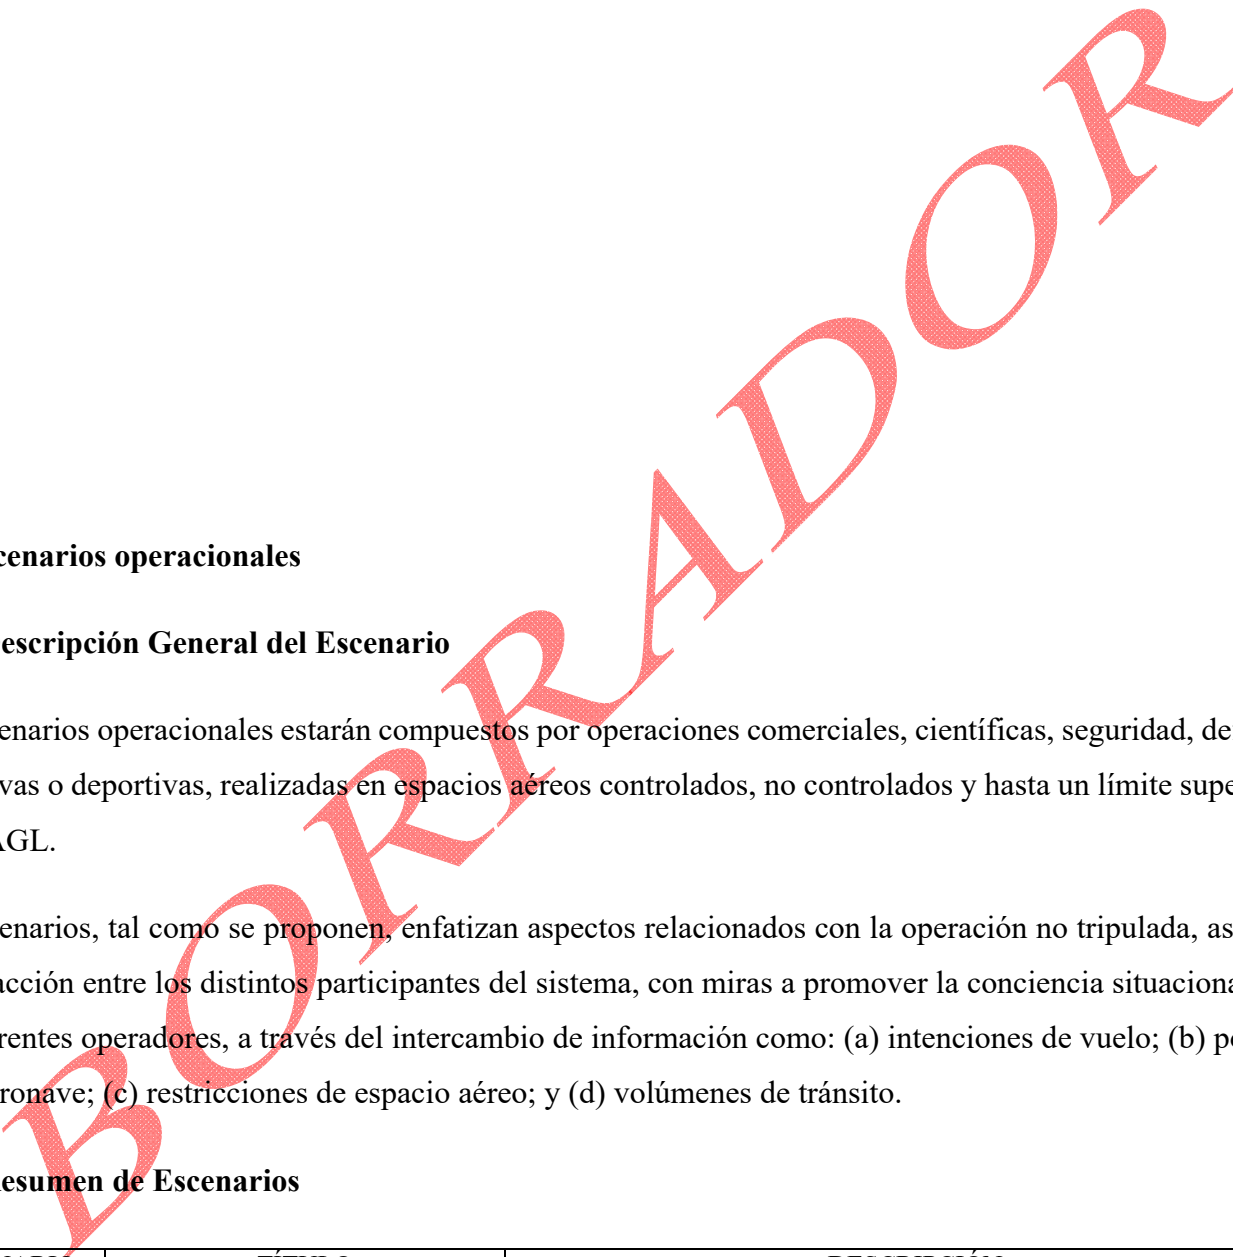 cenarios operacionales
escripción General del Escenario
enarios operacionales estarán compuestos por operaciones comerciales, científicas, seguridad, de
vas o deportivas, realizadas en espacios aéreos controlados, no controlados y hasta un límite supe
AGL.
enarios, tal como se proponen, enfatizan aspectos relacionados con la operación no tripulada, as
acción entre los distintos participantes del sistema, con miras a promover la conciencia situaciona
rentes operadores, a través del intercambio de información como: (a) intenciones de vuelo; (b) po
ronave; (c) restricciones de espacio aéreo; y (d) volúmenes de tránsito.
esumen de Escenarios
TÍTULO DESCRIPCIÓN
BORRADOR